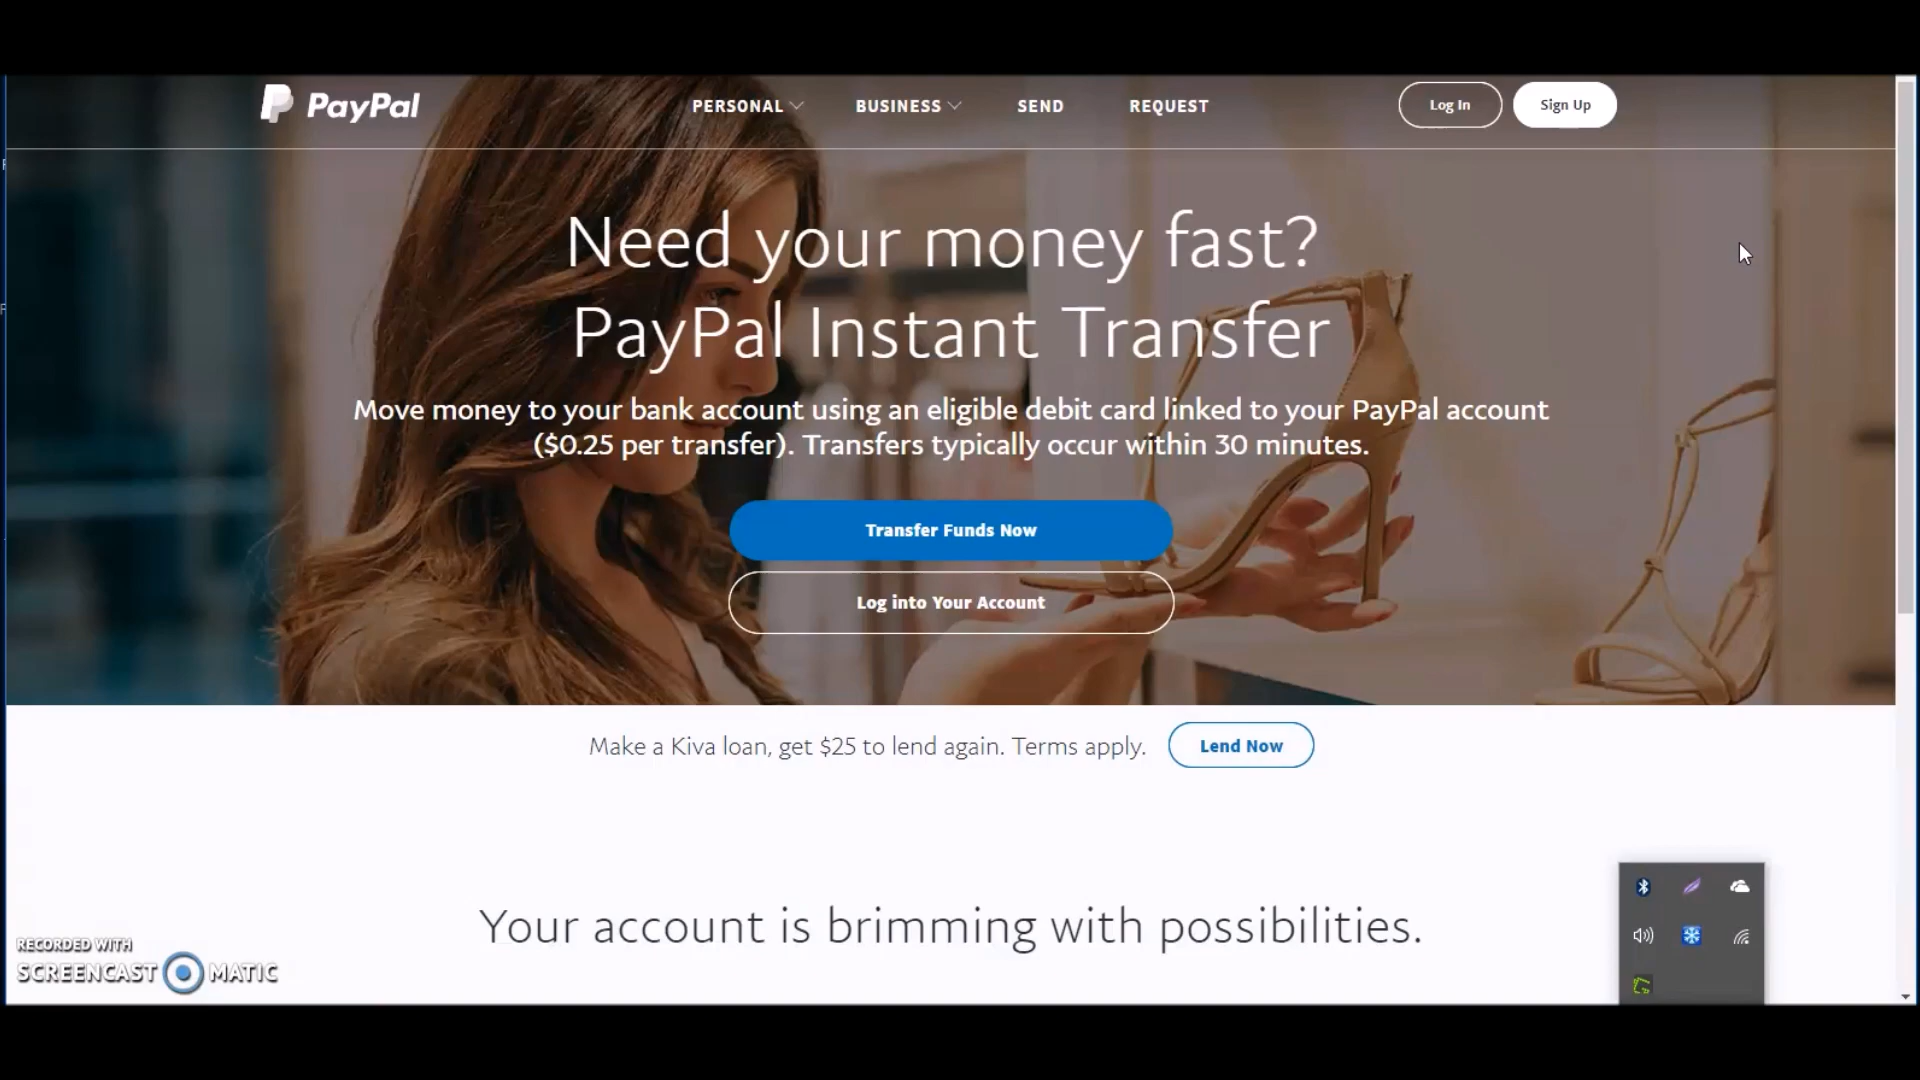 PayPal
PERSONAL
BUSINESS
SEND
REQUEST
Log In
Sign Up
Need your money fast?
PayPal Instant Transfer
Move money to your bank account using an eligible debit card linked to your PayPal account
($0.25 per transfer). Transfers typically occur within 30 minutes.
Transfer Funds Now
Log into Your Account
Make a Kiva loan, get $25 to lend again. Terms apply.
Lend Now
Your account is brimming with possibilities.
RECORDED WITH
SCREENCAST MATIC